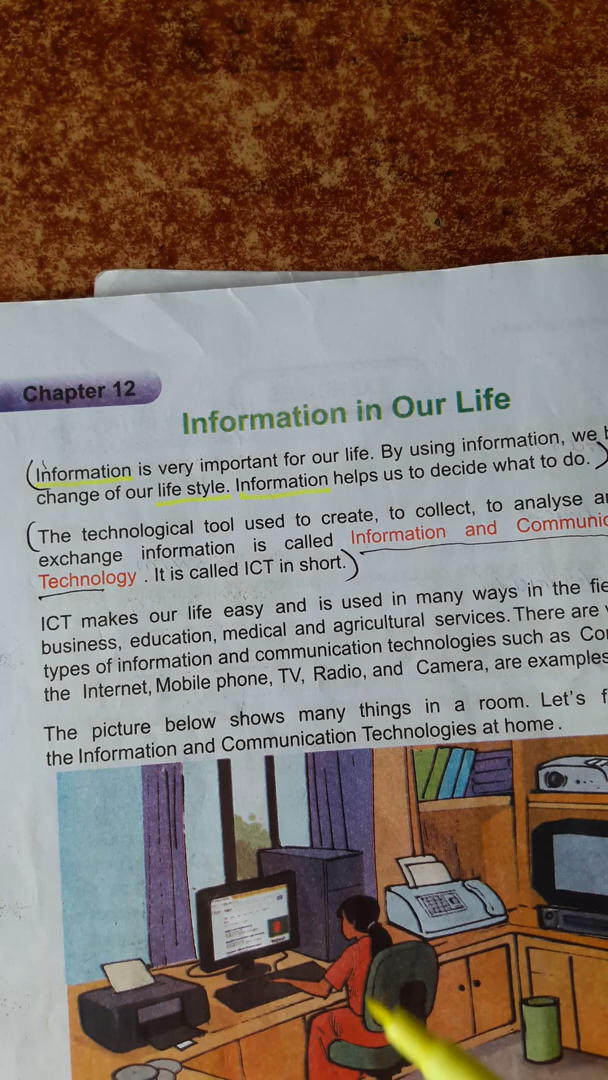 Chapter 12
Information in Our Life
Information is very important for our life. By using information, we
change of our life style. Information helps us to decide what to do.
The technological tool used to create, to collect, to analyse
exchange information is called Information and
Technology . It is called ICT in short.
ICT makes our life easy and is used in many ways in the
business, education, medical and agricultural services. There are
types of information and communication technologies such as
the Internet, Mobile phone, TV, Radio, and Camera, are examples
The picture below shows many things in a room. Let's
the Information and Communication Technologies at home .